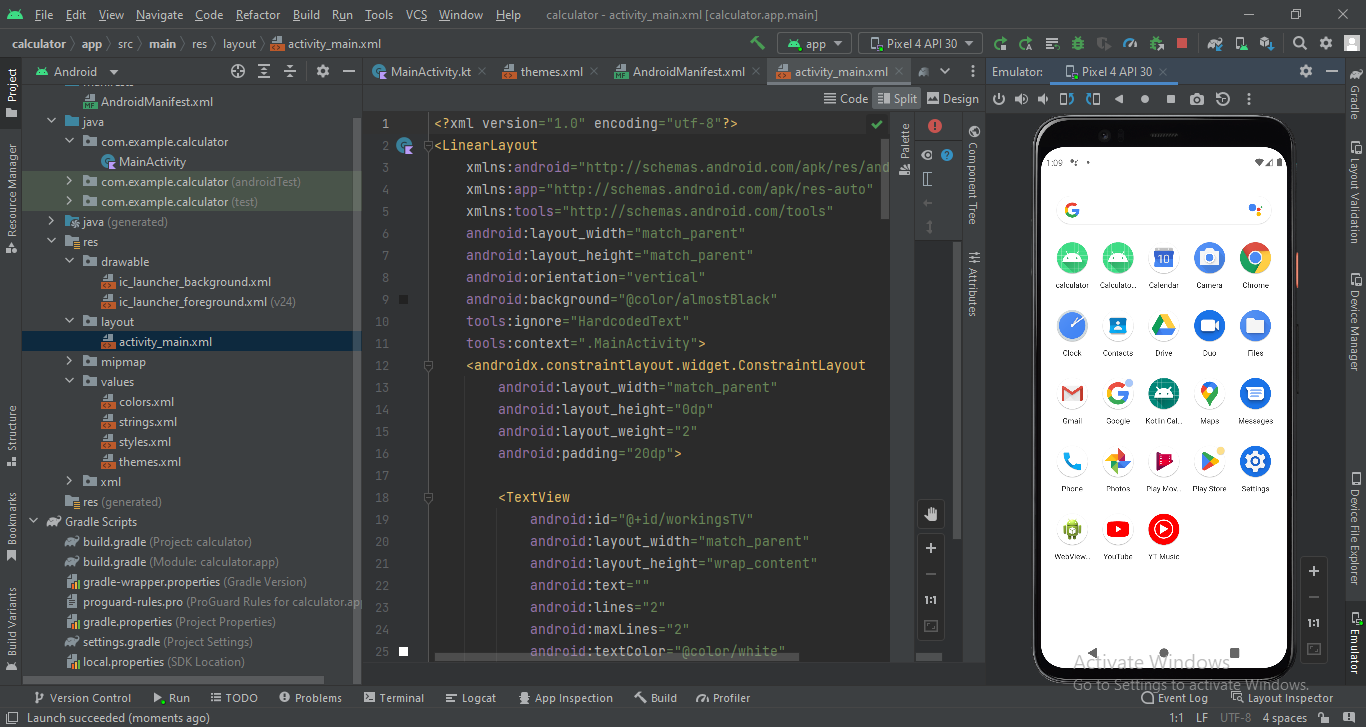 File Edit View Navigate Code Refactor Build Run Tools VCS Window Help calculator - activity_main.xml [calculator.app.main]
calculator app src main res layout activity_main.xml app Pixel 4 API 30
Project
Resource Manager
Structure
Bookmarks
Build Variants
Android
AndroidManifest.xml
java
com.example.calculator
MainActivity
com.example.calculator (androidTest)
com.example.calculator (test)
java (generated)
res
drawable
ic_launcher_background.xml
ic_launcher_foreground.xml (v24)
layout
activity_main.xml
mipmap
values
colors.xml
strings.xml
styles.xml
themes.xml
xml
res (generated)
Gradle Scripts
build.gradle (Project: calculator)
build.gradle (Module: calculator.app)
gradle-wrapper.properties (Gradle Version)
proguard-rules.pro (ProGuard Rules for calculator.ap
gradle.properties (Project Properties)
settings.gradle (Project Settings)
local.properties (SDK Location)
MainActivity.kt themes.xml AndroidManifest.xml activity_main.xml
Code Split Design
1 <?xml version="1.0" encoding="utf-8"?>
2 <LinearLayout
3 xmlns:android="http://schemas.android.com/apk/res/and
4 xmlns:app="http://schemas.android.com/apk/res-auto"
5 xmlns:tools="http://schemas.android.com/tools"
6 android:layout_width="match_parent"
7 android:layout_height="match_parent"
8 android:orientation="vertical"
9 android:background="@color/almostBlack"
10 tools:ignore="HardcodedText"
11 tools:context=".MainActivity">
12 <androidx.constraintlayout.widget.ConstraintLayout
13 android:layout_width="match_parent"
14 android:layout_height="0dp"
15 android:layout_weight="2"
16 android:padding="20dp">
17
18 <TextView
19 android:id="@+id/workingsTV"
20 android:layout_width="match_parent"
21 android:layout_height="wrap_content"
22 android:text=""
23 android:lines="2"
24 android:maxLines="2"
25 android:textColor="@color/white"
Palette
Component Tree
Attributes
1:1
Emulator: Pixel 4 API 30
1:09
calculator Calculato... Calendar Camera Chrome
Clock Contacts Drive Duo Files
Gmail Google Kotlin Cal... Maps Messages
Phone Photos Play Mov... Play Store Settings
WebView... YouTube YT Music
1:1
Gradle
Layout Validation
Device Manager
Device File Explorer
Emulator
Activate Windows
Go to Settings to activate Windows.
Version Control Run TODO Problems Terminal Logcat App Inspection Build Profiler Event Log Layout Inspector
Launch succeeded (moments ago) 1:1 LF UTF-8 4 spaces